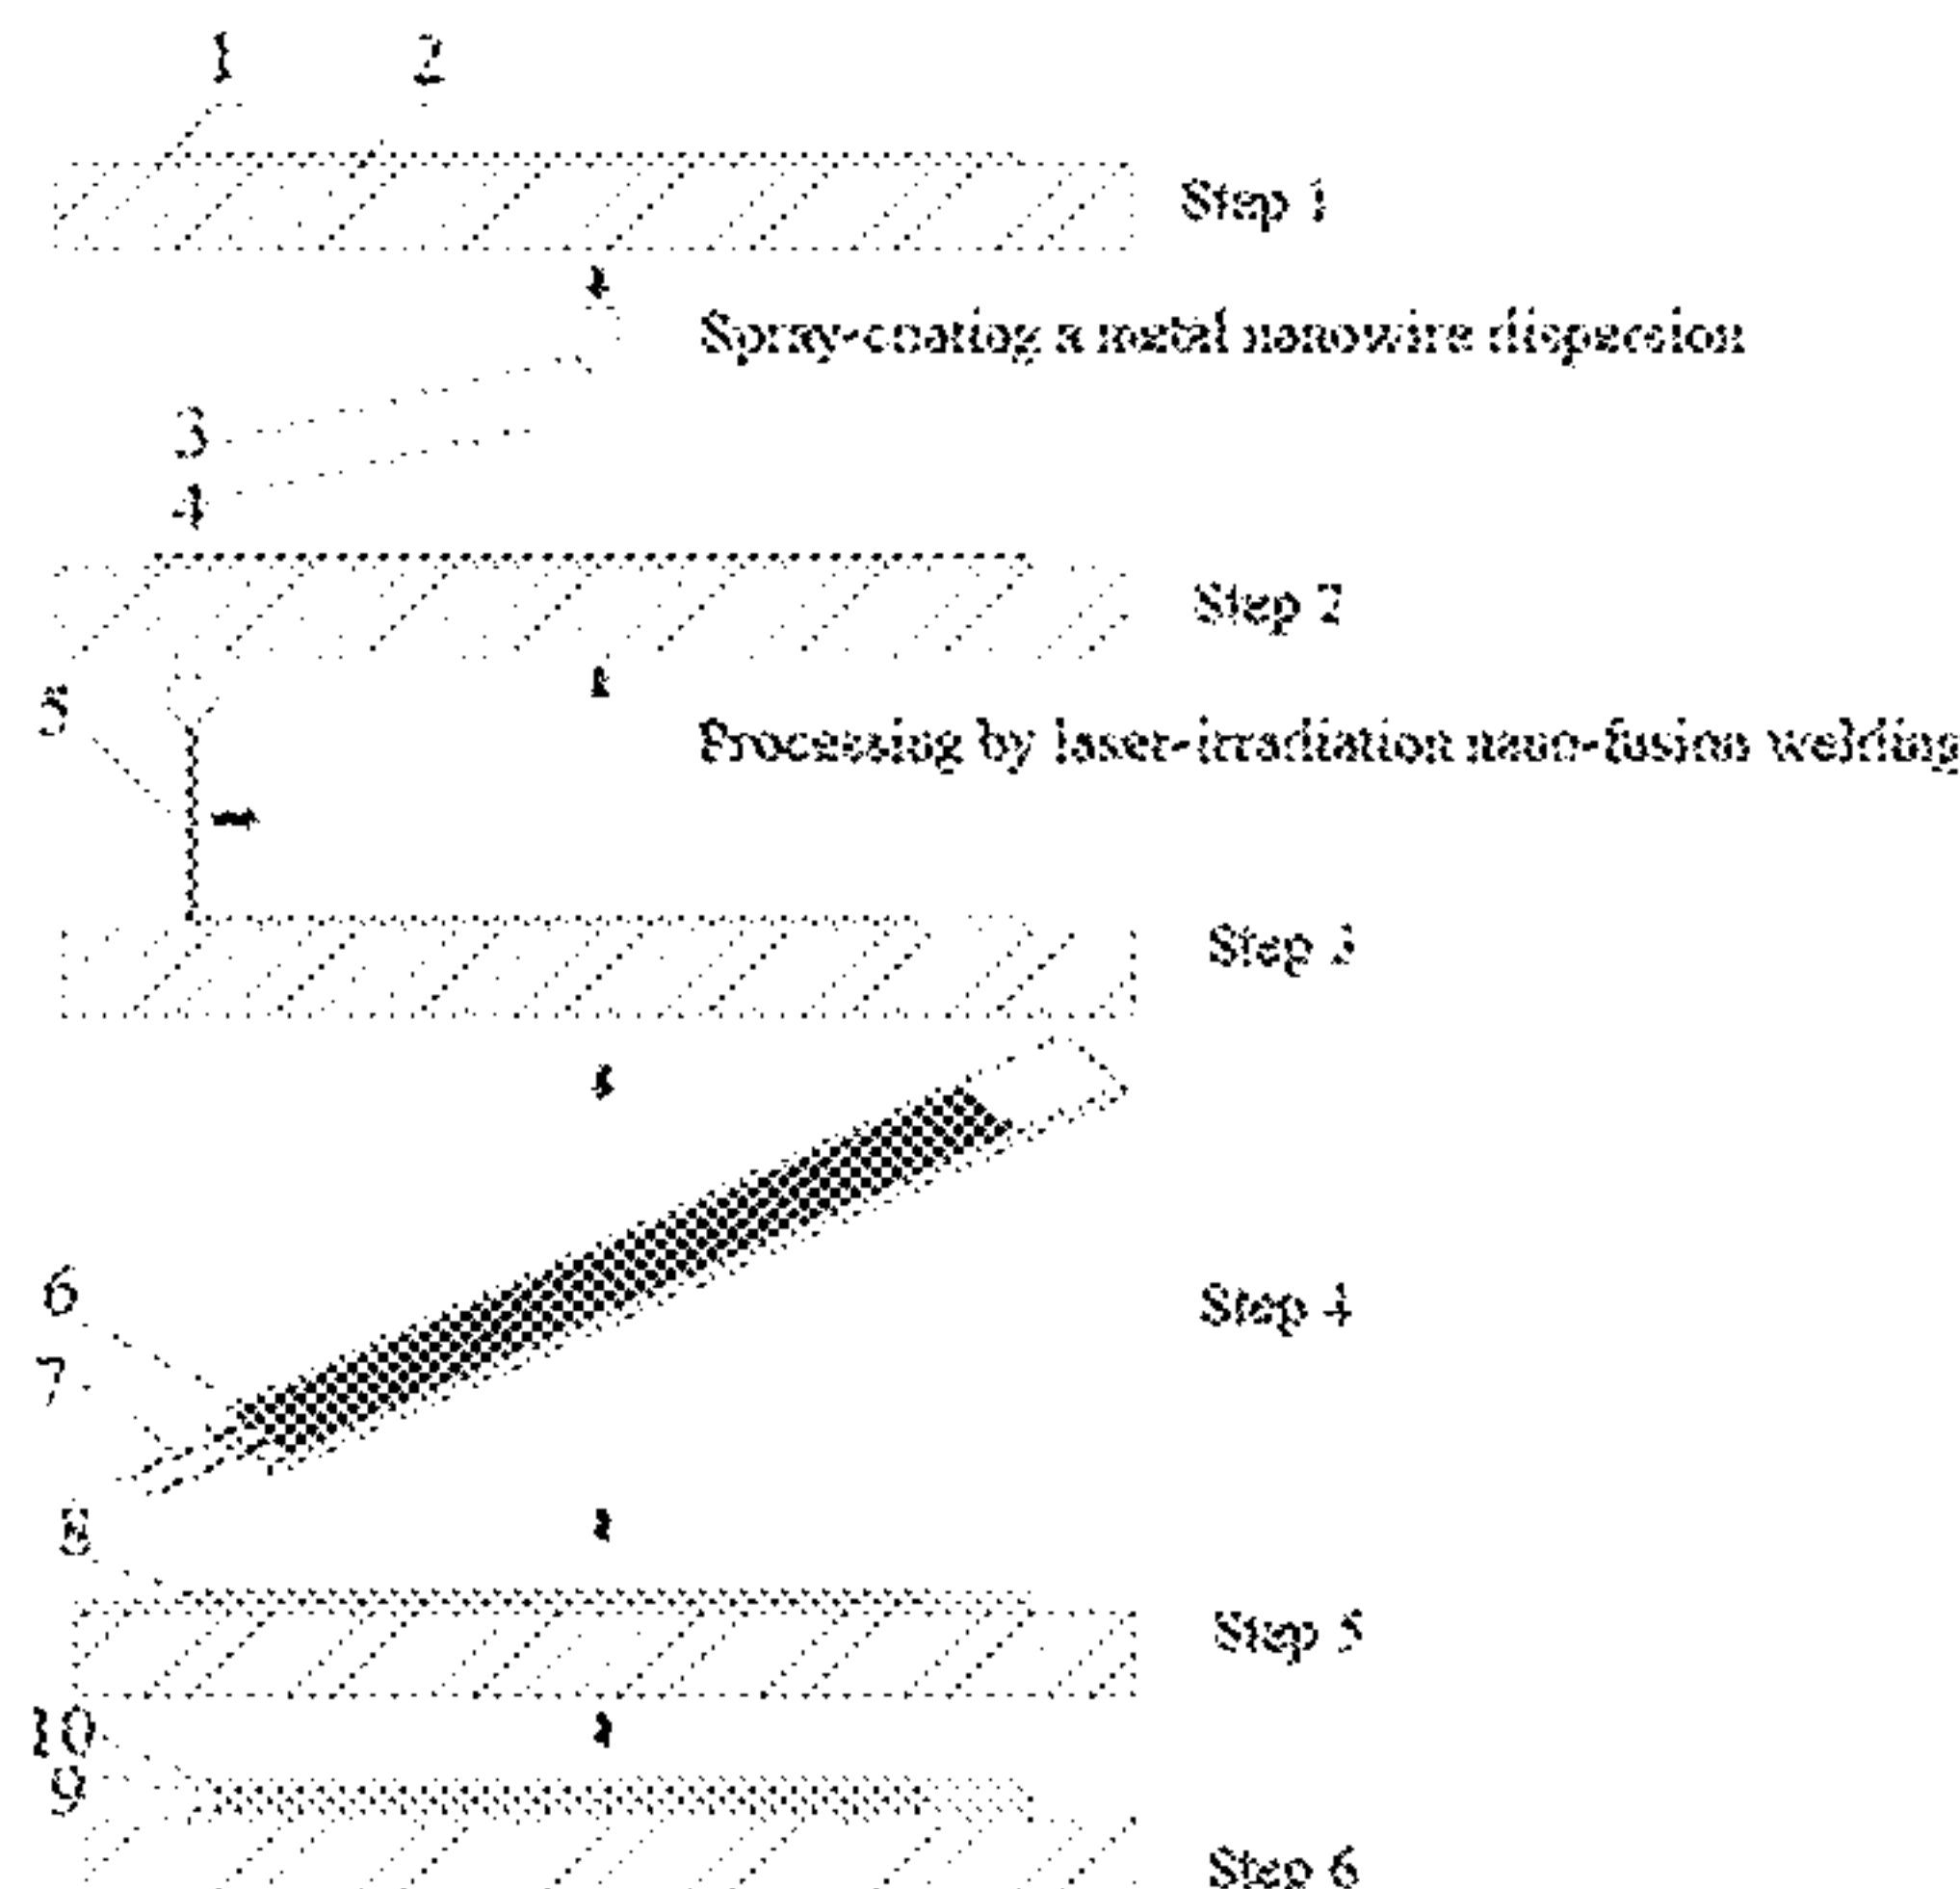 1 2
Step 1
Spray-coating a metal nanowire dispersion
3
4
Step 2
5
Processing by laser-irradiation nano-fusion welding
Step 3
6
Step 4
7
8
Step 5
10
9
Step 6